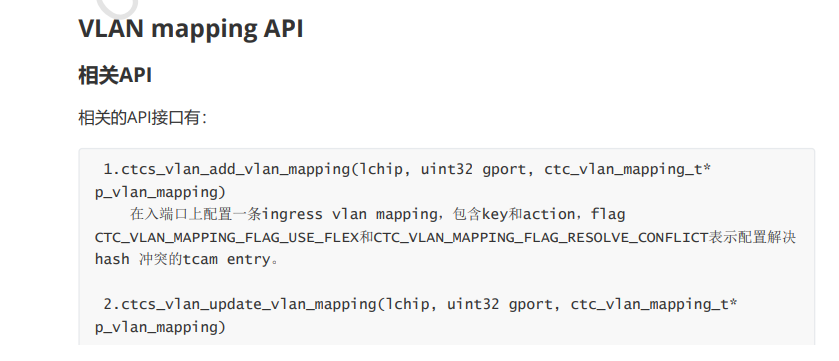 VLAN mapping API
相关API
相关的API接口有：
1.ctcs_vlan_add_vlan_mapping(lchip, uint32 gport, ctc_vlan_mapping_t*
p_vlan_mapping)
在入端口上配置一条ingress vlan mapping，包含key和action，flag
CTC_VLAN_MAPPING_FLAG_USE_FLEX和CTC_VLAN_MAPPING_FLAG_RESOLVE_CONFLICT表示配置解决
hash 冲突的tcam entry。
2.ctcs_vlan_update_vlan_mapping(lchip, uint32 gport, ctc_vlan_mapping_t*
p_vlan_mapping)